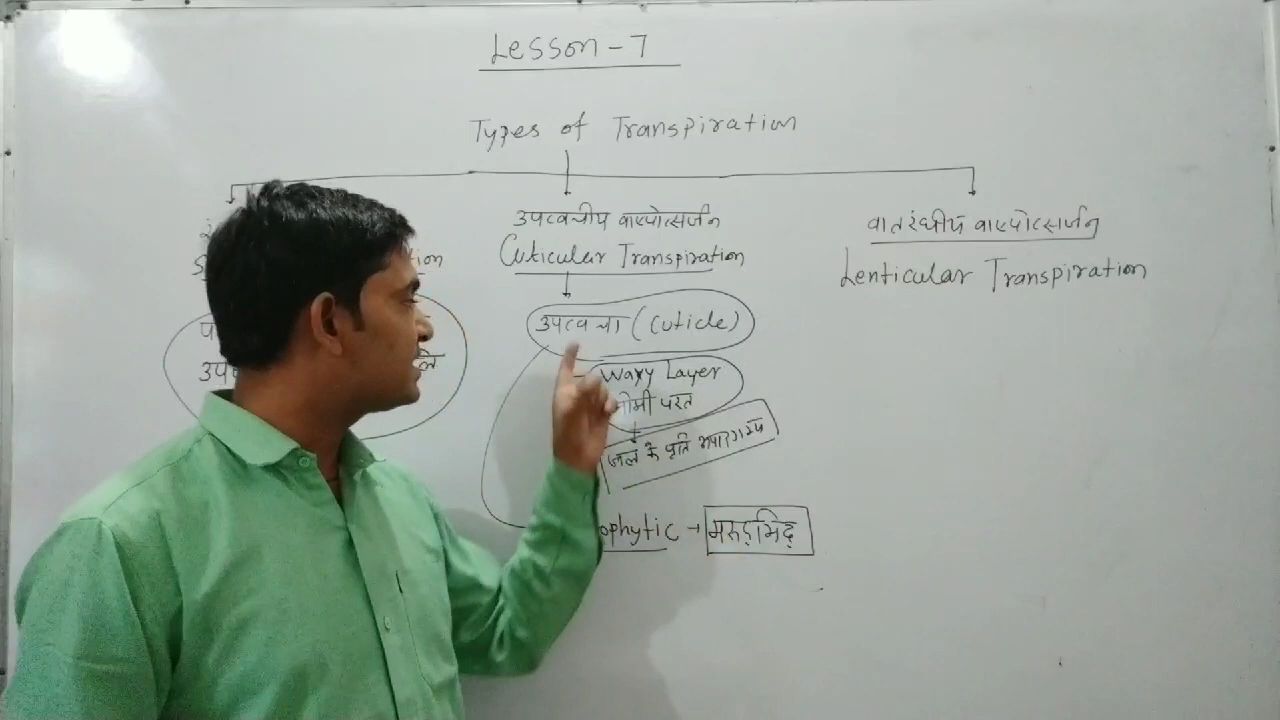 Lesson - 7
Types of Transpiration
उपत्वचीय वाष्पोत्सर्जन
वातरंध्रीय वाष्पोत्सर्जन
Cuticular Transpiration
Lenticular Transpiration
उपत्वचा (Cuticle)
Waxy Layer
परत
जल के प्रति अपारगम्य
ophytic → मरुद्भिद्